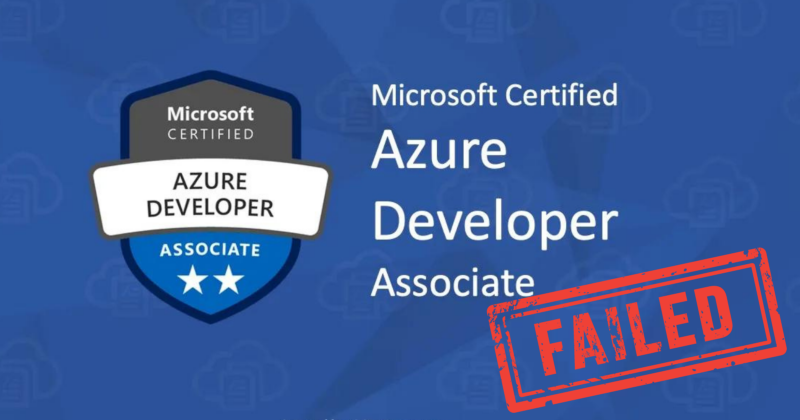 Microsoft
CERTIFIED
AZURE
DEVELOPER
ASSOCIATE
Microsoft Certified
Azure
Developer
Associate
FAILED